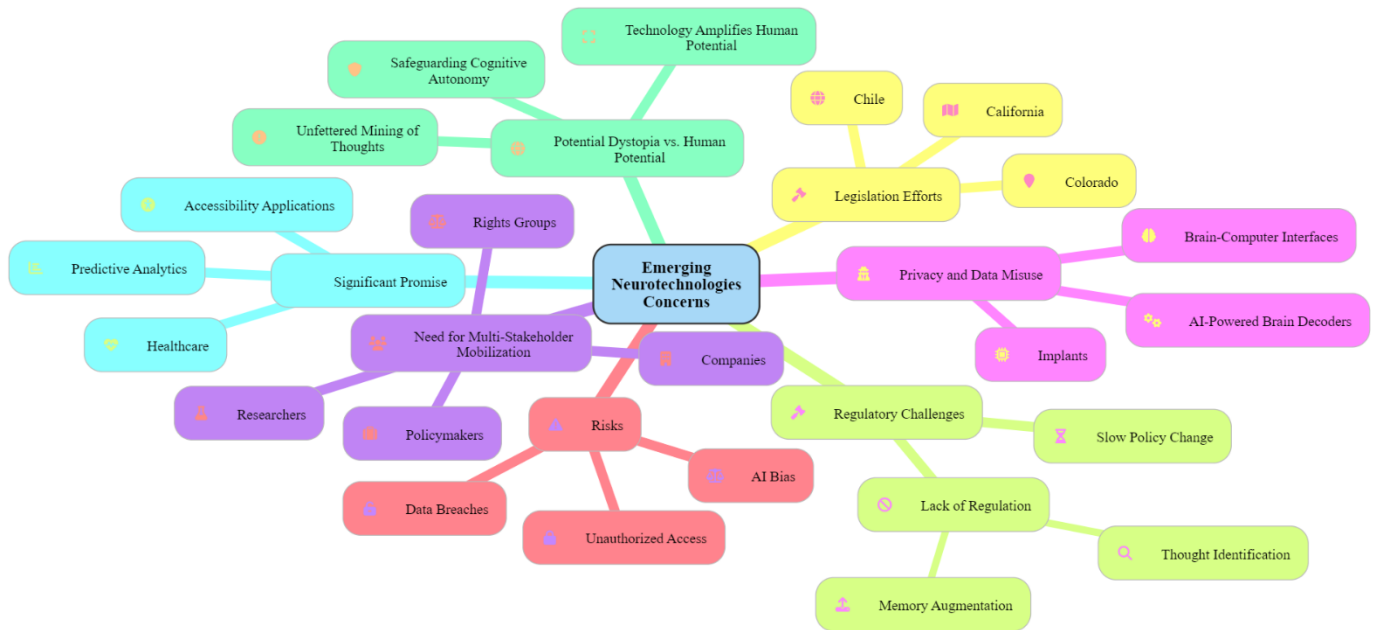 Technology Amplifies Human
Potential
Safeguarding Cognitive
Autonomy
Unfettered Mining of
Thoughts
Potential Dystopia vs. Human
Potential
Chile
California
Colorado
Legislation Efforts
Accessibility Applications
Predictive Analytics
Healthcare
Significant Promise
Rights Groups
Need for Multi-Stakeholder
Mobilization
Companies
Researchers
Policymakers
Emerging
Neurotechnologies
Concerns
Privacy and Data Misuse
Brain-Computer Interfaces
AI-Powered Brain Decoders
Implants
Risks
Data Breaches
Unauthorized Access
AI Bias
Regulatory Challenges
Slow Policy Change
Lack of Regulation
Thought Identification
Memory Augmentation